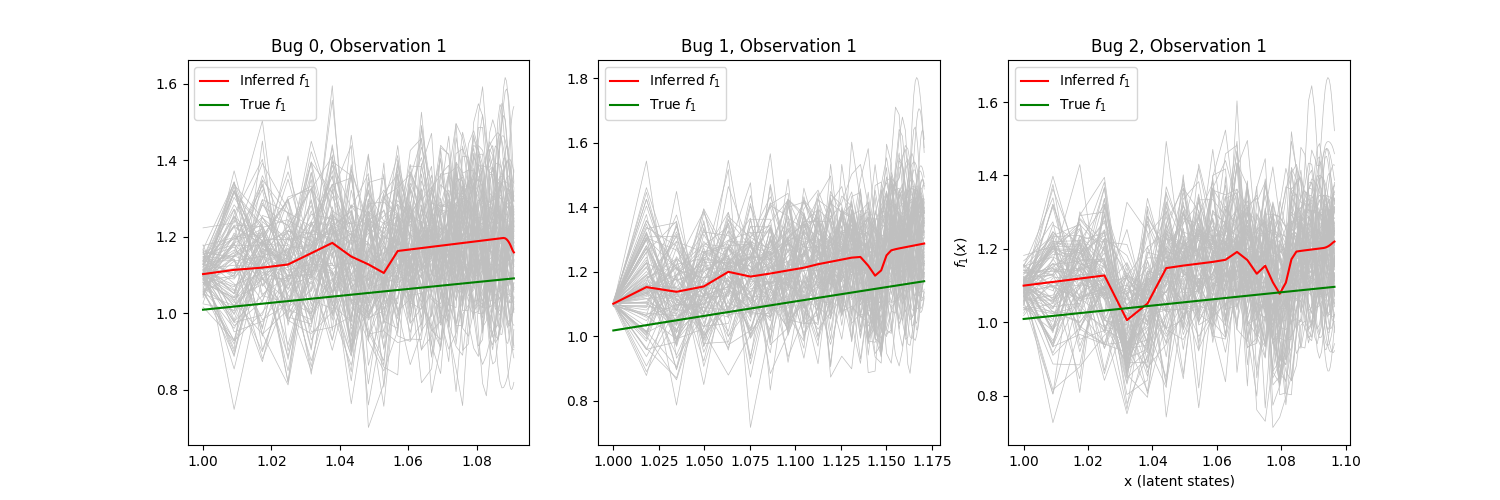 Bug 0, Observation 1
Inferred f₁
True f₁
1.6
1.4
1.2
1.0
0.8
1.00 1.02 1.04 1.06 1.08
Bug 1, Observation 1
Inferred f₁
True f₁
1.8
1.6
1.4
1.2
1.0
0.8
1.000 1.025 1.050 1.075 1.100 1.125 1.150 1.175
Bug 2, Observation 1
Inferred f₁
True f₁
f₁(x)
1.6
1.4
1.2
1.0
0.8
1.00 1.02 1.04 1.06 1.08 1.10
x (latent states)